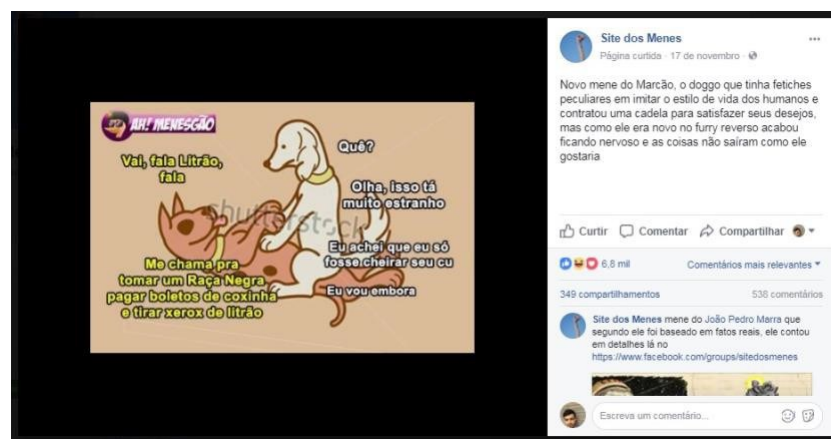 AH! MENESGÃO
Vai, fala Litrão,
fala
Quê?
Olha, isso tá
muito estranho
shutterstock
Eu achei que eu só
fosse cheirar seu cu
Me chama pra
tomar um Raça Negra
pagar boletos de coxinha
e tirar xerox de litrão
Eu vou embora
Site dos Menes
Página curtida · 17 de novembro ·
Novo mene do Marcão, o doggo que tinha fetiches
peculiares em imitar o estilo de vida dos humanos e
contratou uma cadela para satisfazer seus desejos,
mas como ele era novo no furry reverso acabou
ficando nervoso e as coisas não saíram como ele
gostaria
Curtir Comentar Compartilhar
6,8 mil Comentários mais relevantes
349 compartilhamentos 536 comentários
Site dos Menes mene do João Pedro Marra que
segundo ele foi baseado em fatos reais, ele contou
em detalhes lá no
https://www.facebook.com/groups/sitedosmenes
Escreva um comentário...